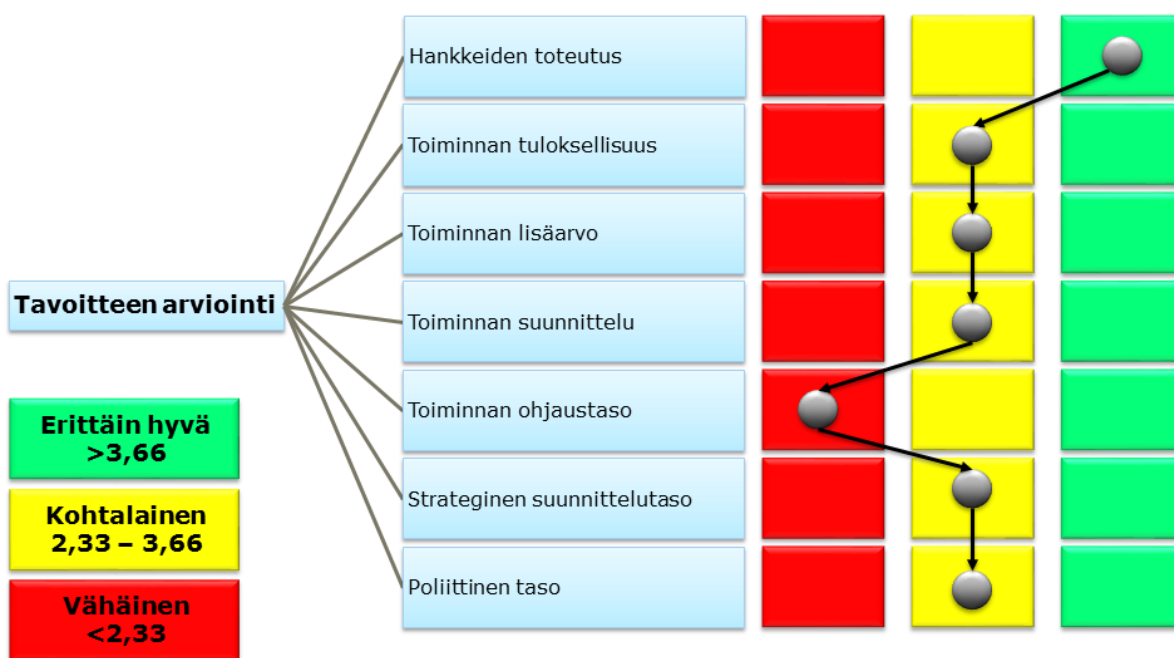 Hankkeiden toteutus
Toiminnan tuloksellisuus
Toiminnan lisäarvo
Tavoitteen arviointi
Toiminnan suunnittelu
Toiminnan ohjaustaso
Strateginen suunnittelutaso
Poliittinen taso
Erittäin hyvä
>3,66
Kohtalainen
2,33 – 3,66
Vähäinen
<2,33